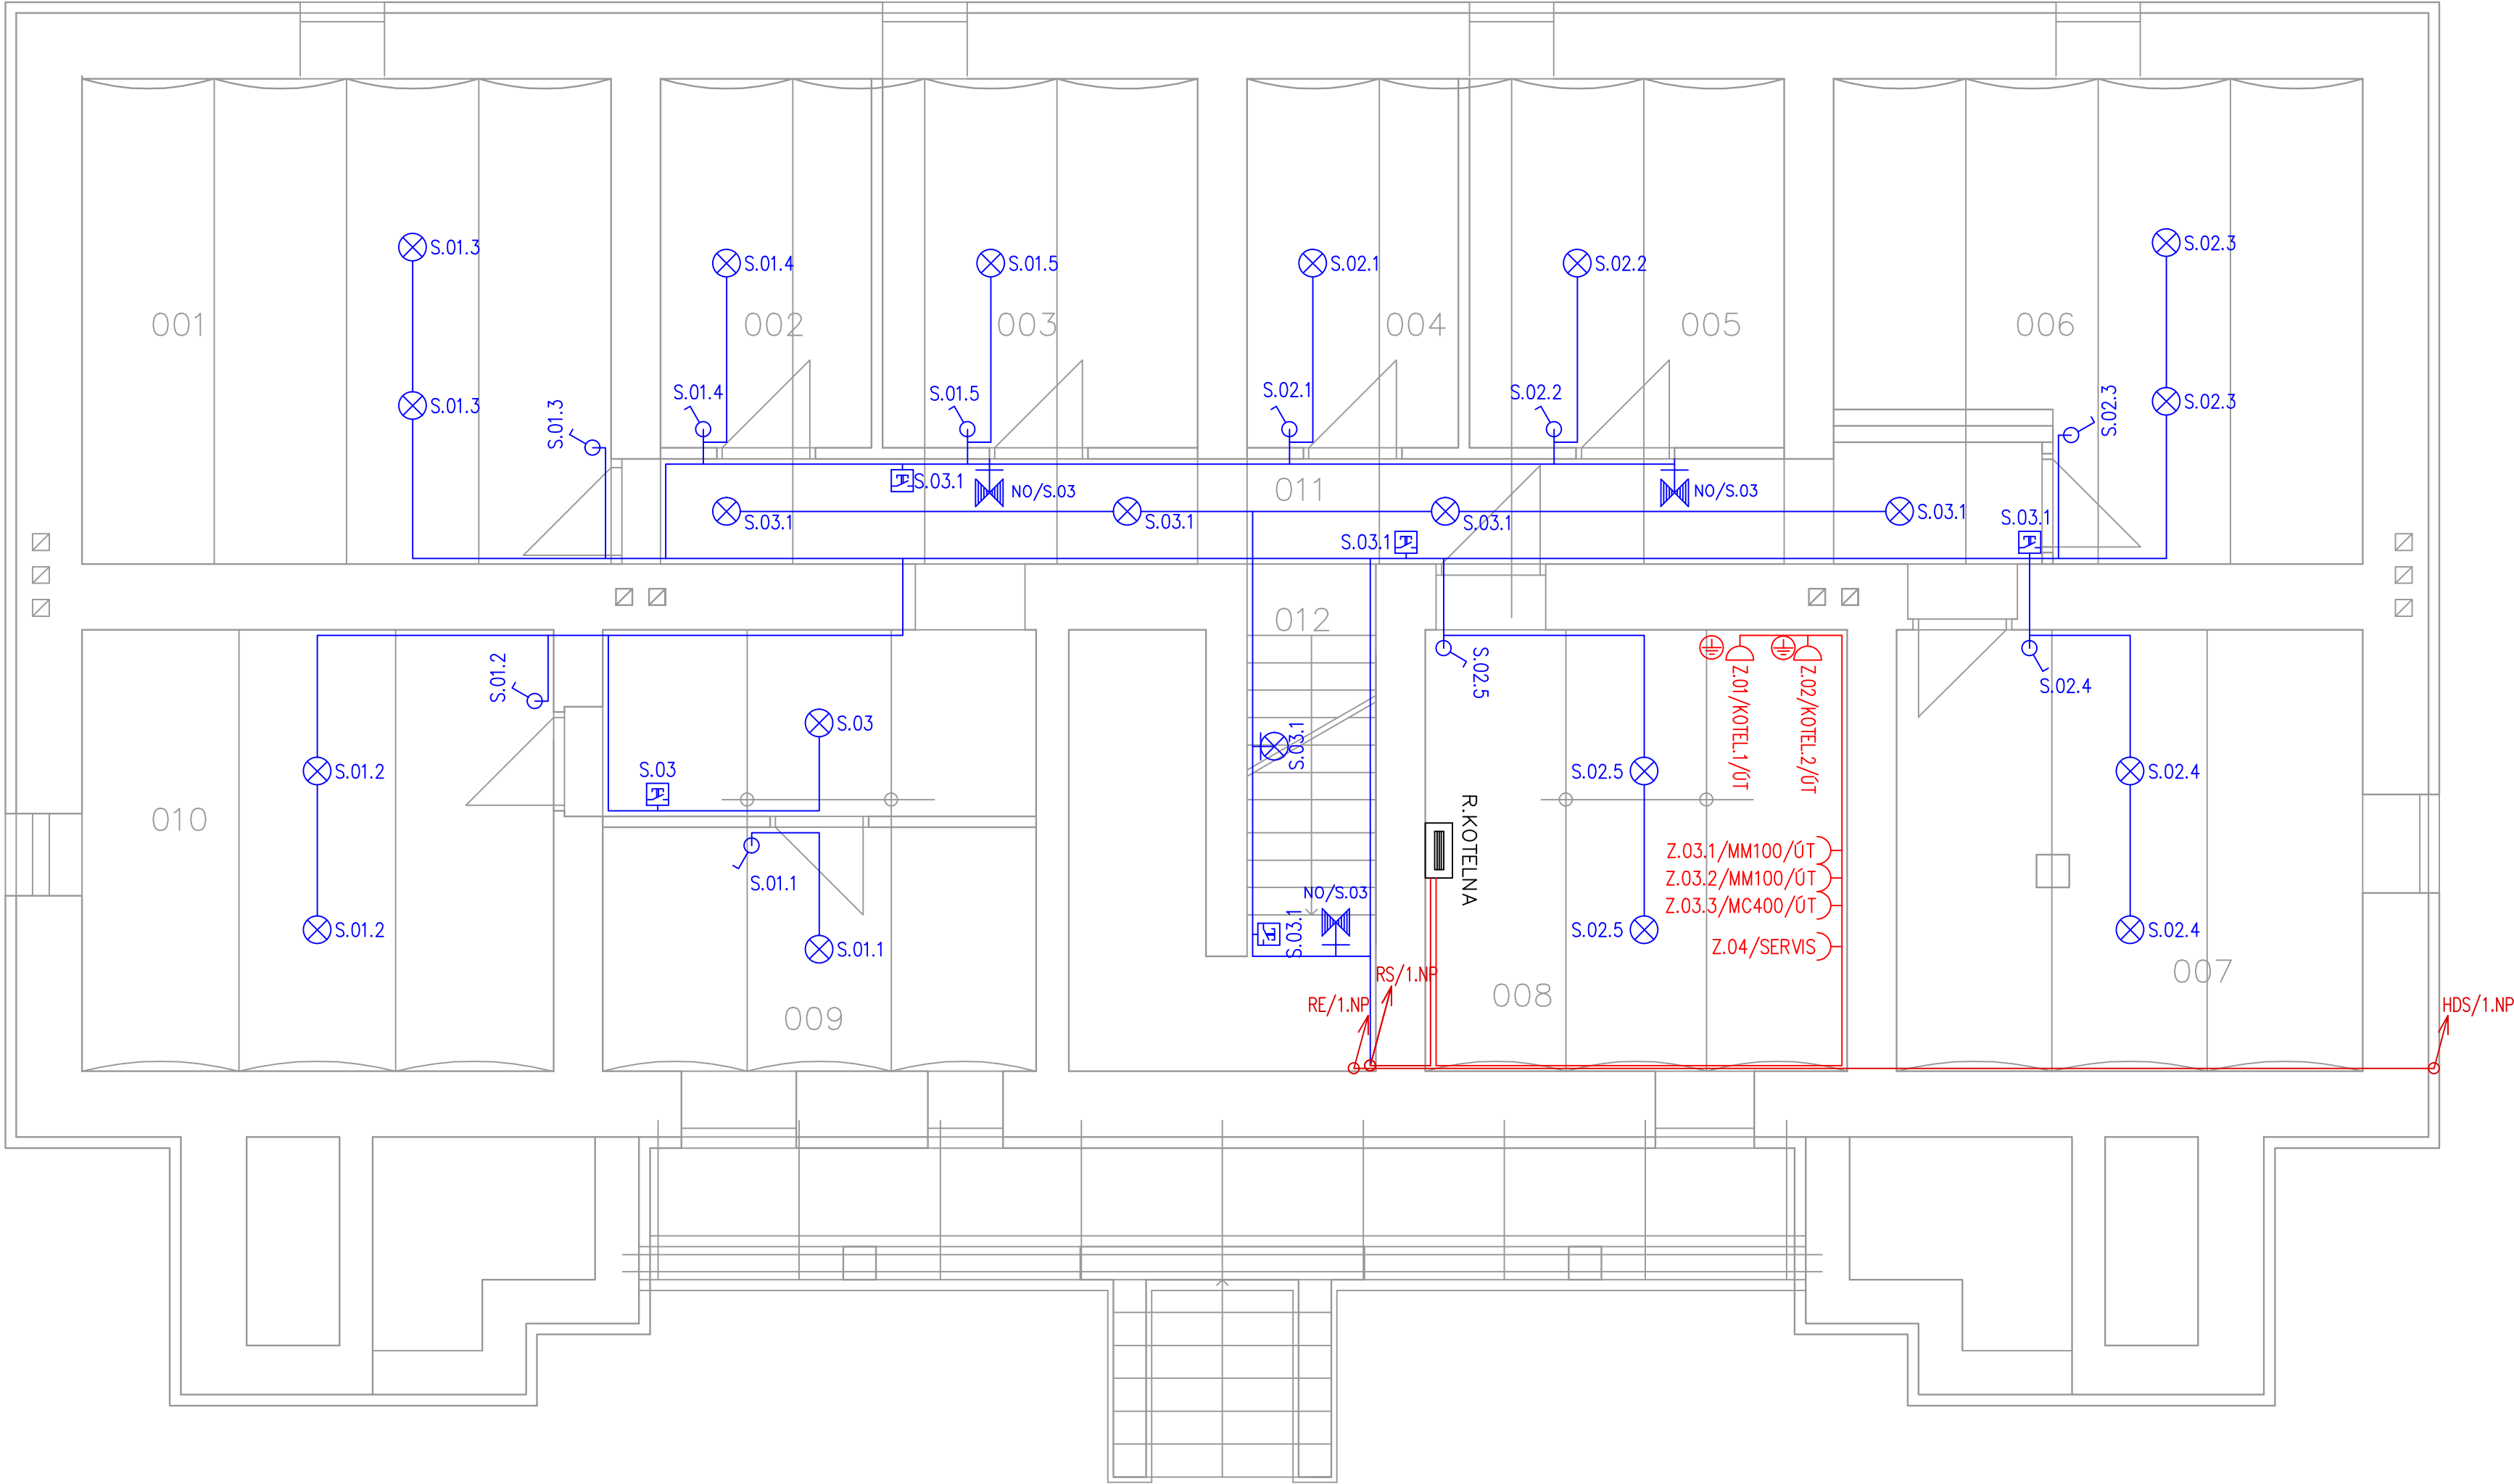 S.01.3
S.02.3
S.01.4
S.01.5
S.02.1
S.02.2
001
002
003
004
005
006
S.01.3
S.01.3
S.01.4
S.01.5
S.02.1
S.02.2
S.02.3
S.02.3
S.03.1
NO/S.03
011
NO/S.03
S.03.1
S.03.1
S.03.1
S.03.1
S.03.1
S.03.1
012
S.01.2
S.03
S.03.1
S.02.5
Z.01/KOTEL.1/ÚT
Z.02/KOTEL.2/ÚT
S.02.4
S.01.2
S.03
S.02.5
S.02.4
010
R.KOTELNA
Z.03.1/MM100/ÚT
Z.03.2/MM100/ÚT
Z.03.3/MC400/ÚT
S.01.1
NO/S.03
S.03.1
S.01.2
S.01.1
S.02.5
Z.04/SERVIS
S.02.4
RS/1.NP
007
RE/1.NP
008
HDS/1.NP
009